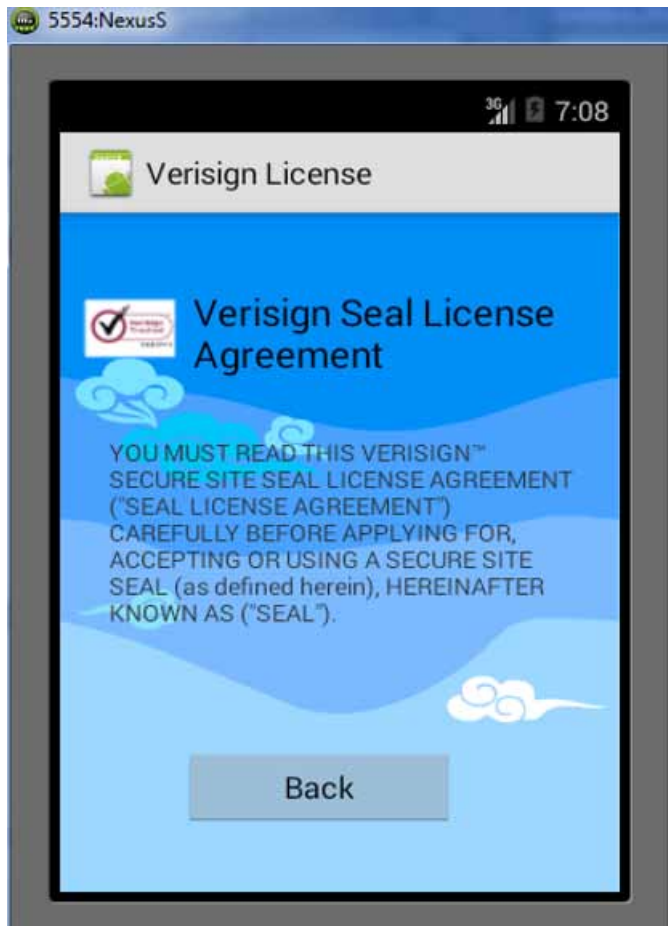 5554:NexusS
3G 7:08
Verisign License
Verisign Seal License
Agreement
YOU MUST READ THIS VERISIGN™
SECURE SITE SEAL LICENSE AGREEMENT
("SEAL LICENSE AGREEMENT")
CAREFULLY BEFORE APPLYING FOR,
ACCEPTING OR USING A SECURE SITE
SEAL (as defined herein), HEREINAFTER
KNOWN AS ("SEAL").
Back